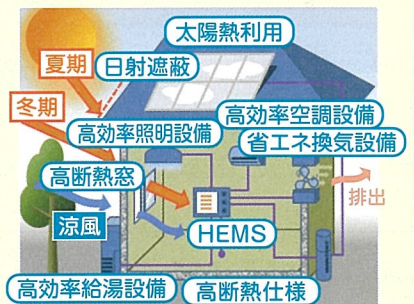 太陽熱利用
夏期
日射遮蔽
冬期
高効率空調設備
高効率照明設備
省エネ換気設備
高断熱窓
排出
涼風
HEMS
高効率給湯設備
高断熱仕様